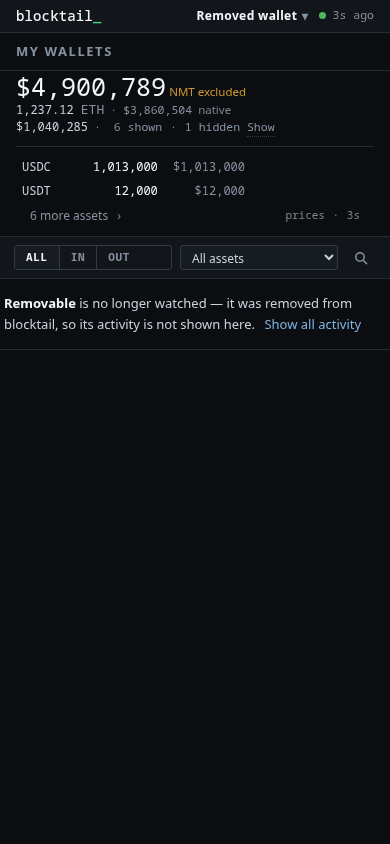 blocktail_ Removed wallet ▼ 3s ago
MY WALLETS
$4,900,789 NMT excluded
1,237.12 ETH · $3,860,504 native
$1,040,285 · 6 shown · 1 hidden Show
USDC 1,013,000 $1,013,000
USDT 12,000 $12,000
6 more assets › prices · 3s
ALL IN OUT All assets
Removable is no longer watched — it was removed from
blocktail, so its activity is not shown here. Show all activity